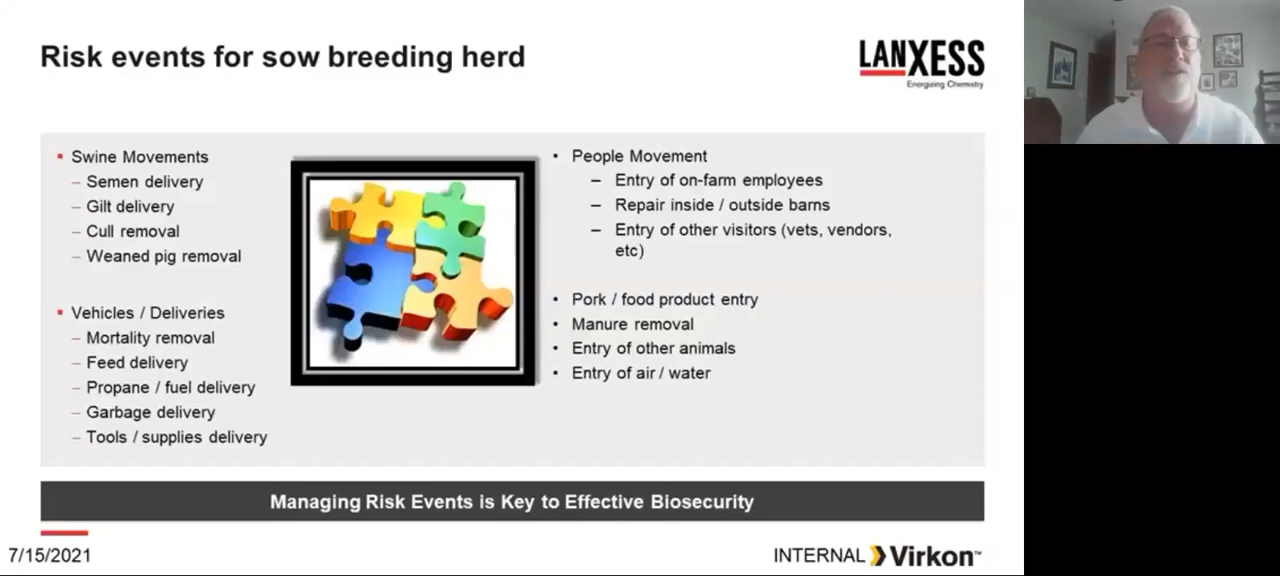 Risk events for sow breeding herd
LANXESS
Energizing Chemistry
▪ Swine Movements
– Semen delivery
– Gilt delivery
– Cull removal
– Weaned pig removal
▪ Vehicles / Deliveries
– Mortality removal
– Feed delivery
– Propane / fuel delivery
– Garbage delivery
– Tools / supplies delivery
• People Movement
– Entry of on-farm employees
– Repair inside / outside barns
– Entry of other visitors (vets, vendors,
etc)
• Pork / food product entry
• Manure removal
• Entry of other animals
• Entry of air / water
Managing Risk Events is Key to Effective Biosecurity
7/15/2021
INTERNAL Virkon™